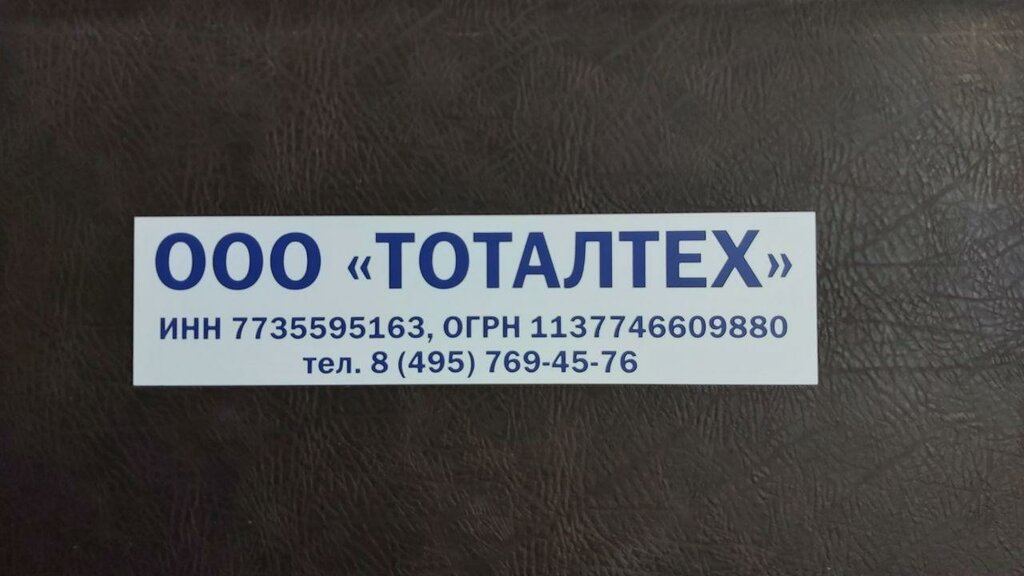 ООО «ТОТАЛТЕХ»
ИНН 7735595163, ОГРН 1137746609880
тел. 8 (495) 769-45-76